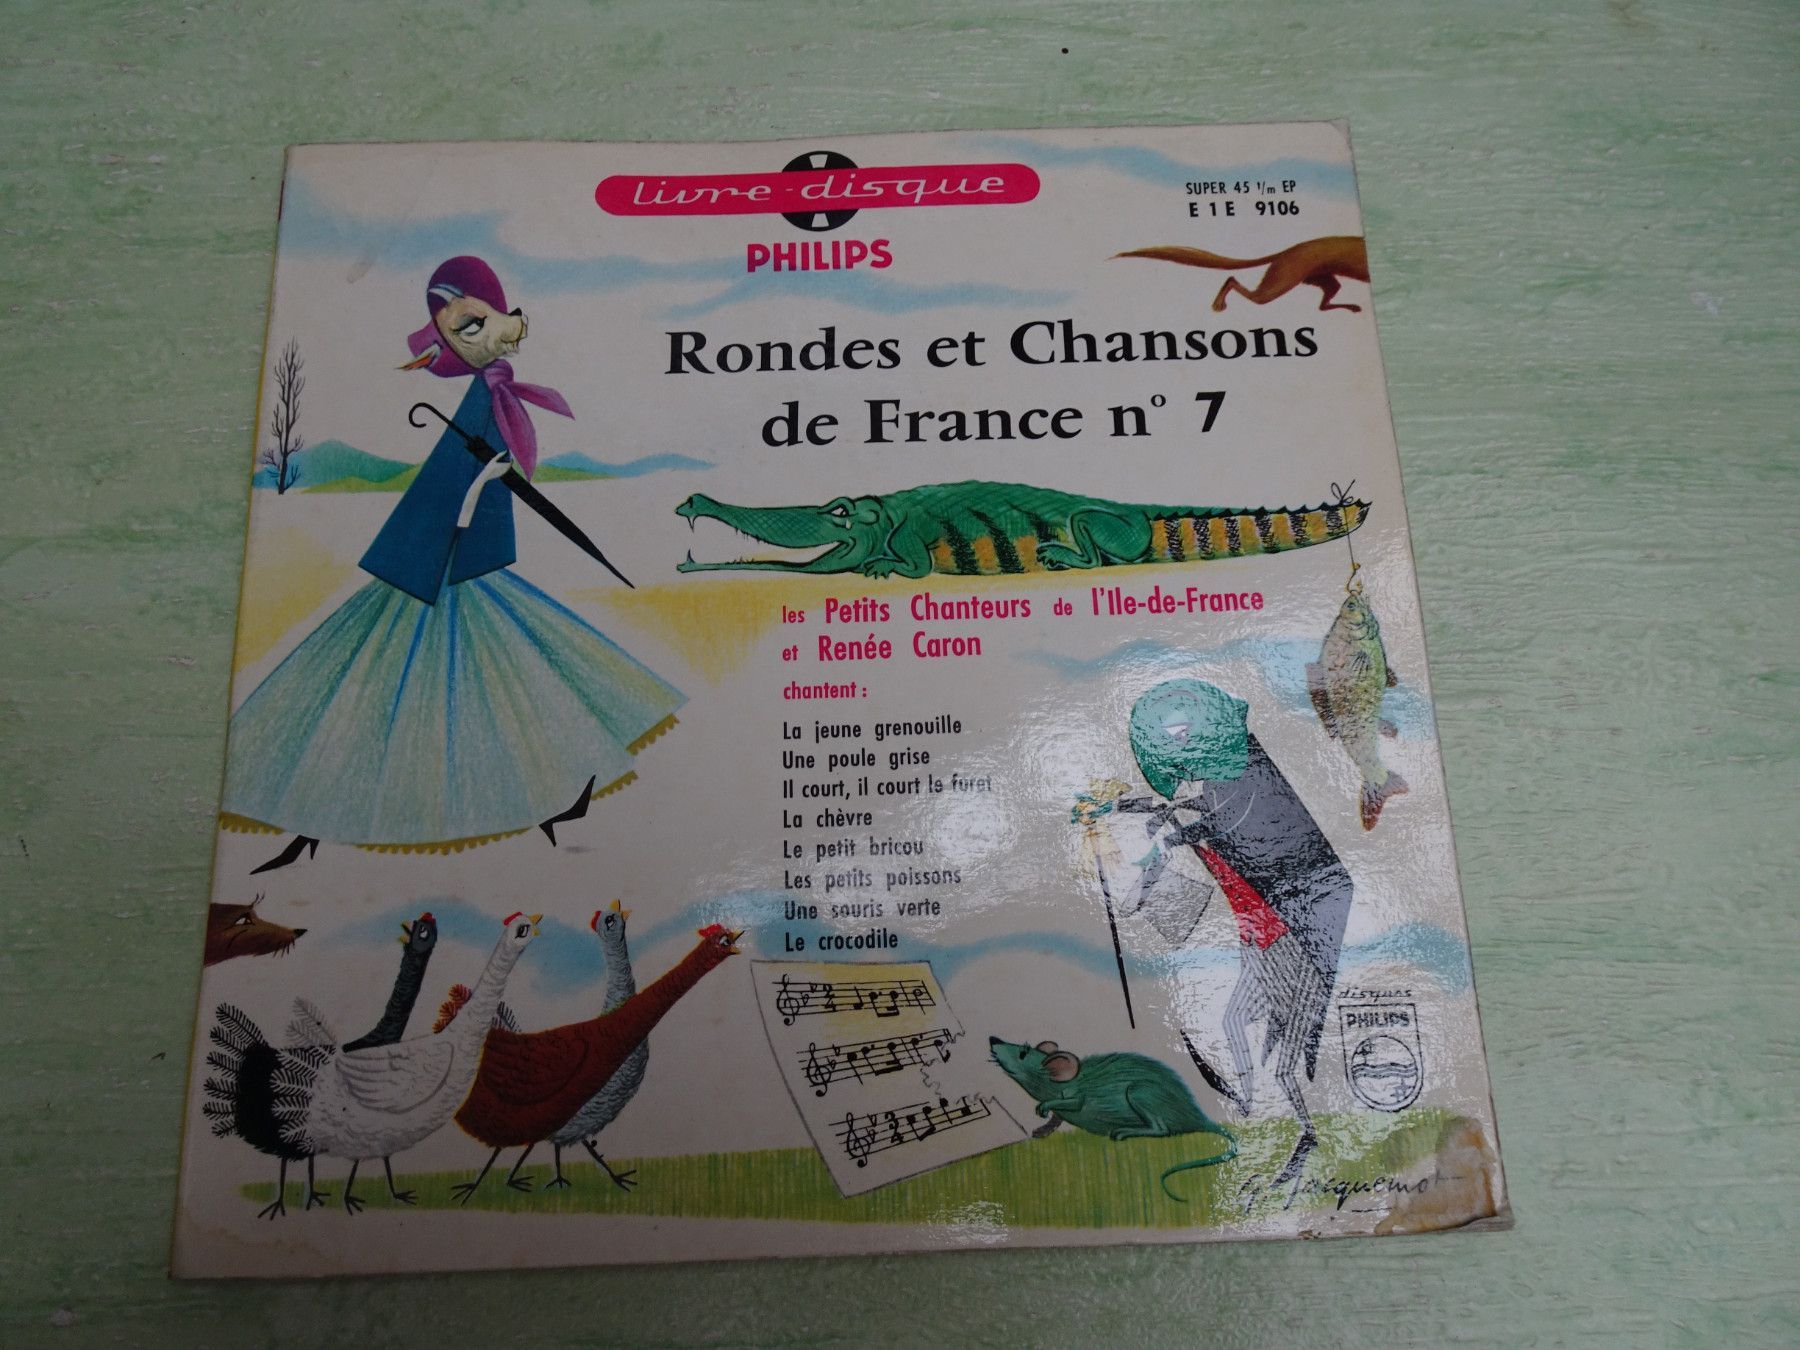 livre-disque
PHILIPS
SUPER 45 t/m EP
E 1 E 9106
Rondes et Chansons
de France n° 7
les Petits Chanteurs de l'Ile-de-France
et Renée Caron
chantent :
La jeune grenouille
Une poule grise
Il court, il court le furet
La chèvre
Le petit bricou
Les petits poissons
Une souris verte
Le crocodile
disques
PHILIPS
G. Jacquemot